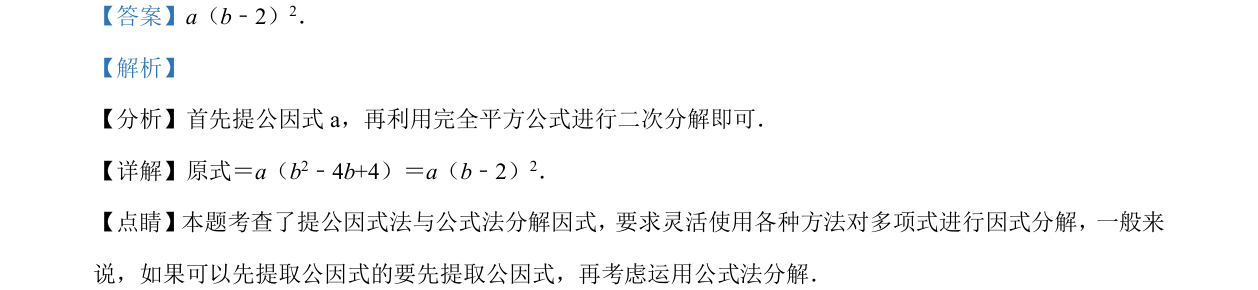 【答案】a（b﹣2）²．
【解析】
【分析】首先提公因式 a，再利用完全平方公式进行二次分解即可．
【详解】原式＝a（b²﹣4b+4）＝a（b﹣2）²．
【点睛】本题考查了提公因式法与公式法分解因式，要求灵活使用各种方法对多项式进行因式分解，一般来
说，如果可以先提取公因式的要先提取公因式，再考虑运用公式法分解．